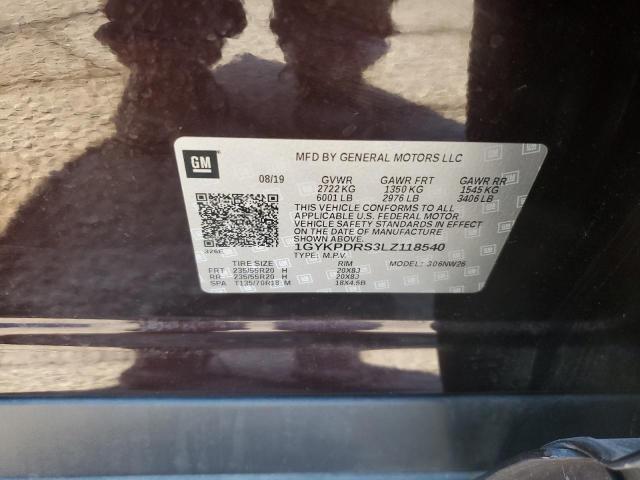 GM
MFD BY GENERAL MOTORS LLC
08/19 GVWR GAWR FRT GAWR RR
2722 KG 1350 KG 1545 KG
6001 LB 2976 LB 3406 LB
THIS VEHICLE CONFORMS TO ALL
APPLICABLE U.S. FEDERAL MOTOR
VEHICLE SAFETY STANDARDS IN EFFECT
ON THE DATE OF MANUFACTURE
SHOWN ABOVE.
1GYKPDRS3LZ118540
TYPE: M.P.V.
TIRE SIZE RIM MODEL: 306NW26
FRT 235/55R20 H 20X8J
RR 235/55R20 H 20X8J
SPA T135/70R18 M 18X4.5B